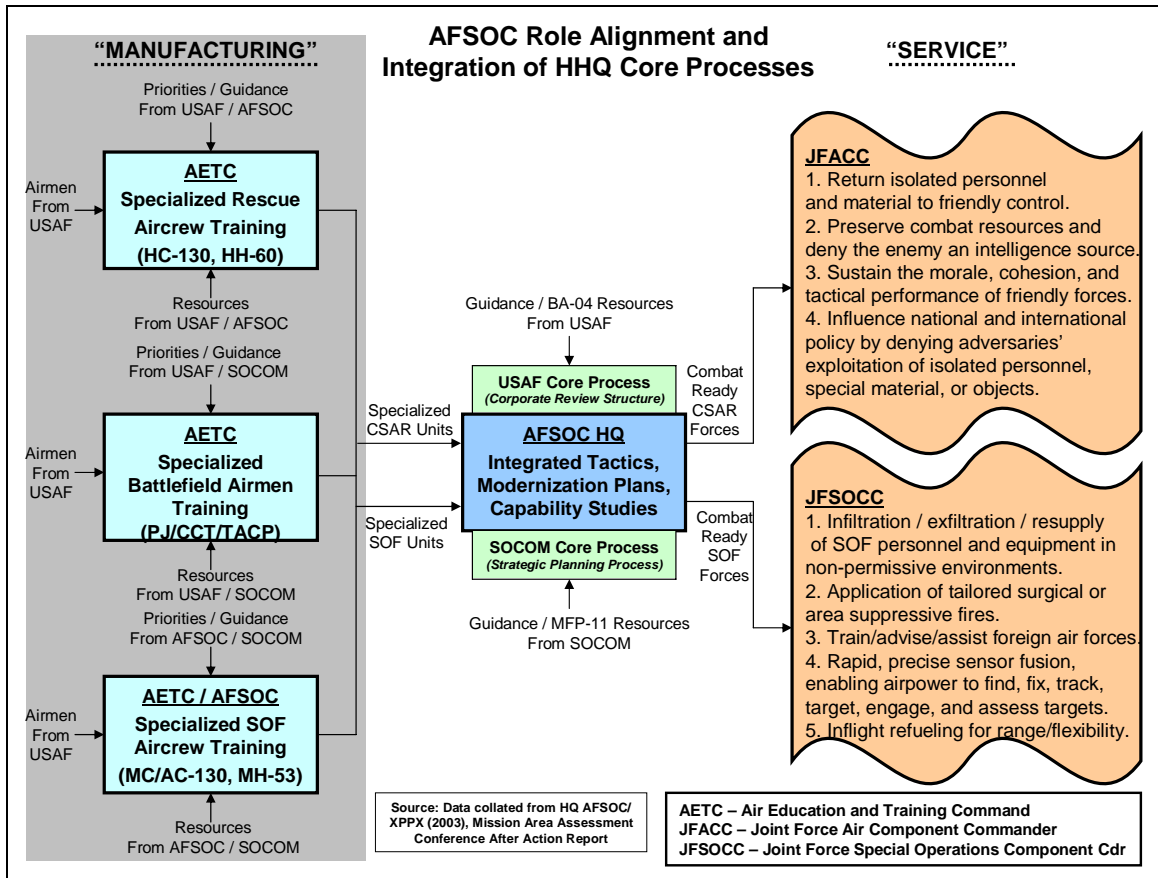 “MANUFACTURING”
AFSOC Role Alignment and
Integration of HHQ Core Processes
“SERVICE”
Priorities / Guidance
From USAF / AFSOC
Airmen
From
USAF
AETC
Specialized Rescue
Aircrew Training
(HC-130, HH-60)
Resources
From USAF / AFSOC
Priorities / Guidance
From USAF / SOCOM
Airmen
From
USAF
AETC
Specialized
Battlefield Airmen
Training
(PJ/CCT/TACP)
Resources
From USAF / SOCOM
Priorities / Guidance
From AFSOC / SOCOM
Airmen
From
USAF
AETC / AFSOC
Specialized SOF
Aircrew Training
(MC/AC-130, MH-53)
Resources
From AFSOC / SOCOM
Specialized
CSAR Units
Specialized
SOF Units
Guidance / BA-04 Resources
From USAF
USAF Core Process
(Corporate Review Structure)
AFSOC HQ
Integrated Tactics,
Modernization Plans,
Capability Studies
SOCOM Core Process
(Strategic Planning Process)
Guidance / MFP-11 Resources
From SOCOM
Combat
Ready
CSAR
Forces
Combat
Ready
SOF
Forces
JFACC
1. Return isolated personnel
and material to friendly control.
2. Preserve combat resources and
deny the enemy an intelligence source.
3. Sustain the morale, cohesion, and
tactical performance of friendly forces.
4. Influence national and international
policy by denying adversaries’
exploitation of isolated personnel,
special material, or objects.
JFSOCC
1. Infiltration / exfiltration / resupply
of SOF personnel and equipment in
non-permissive environments.
2. Application of tailored surgical or
area suppressive fires.
3. Train/advise/assist foreign air forces.
4. Rapid, precise sensor fusion,
enabling airpower to find, fix, track,
target, engage, and assess targets.
5. Inflight refueling for range/flexibility.
Source: Data collated from HQ AFSOC/
XPPX (2003), Mission Area Assessment
Conference After Action Report
AETC – Air Education and Training Command
JFACC – Joint Force Air Component Commander
JFSOCC – Joint Force Special Operations Component Cdr